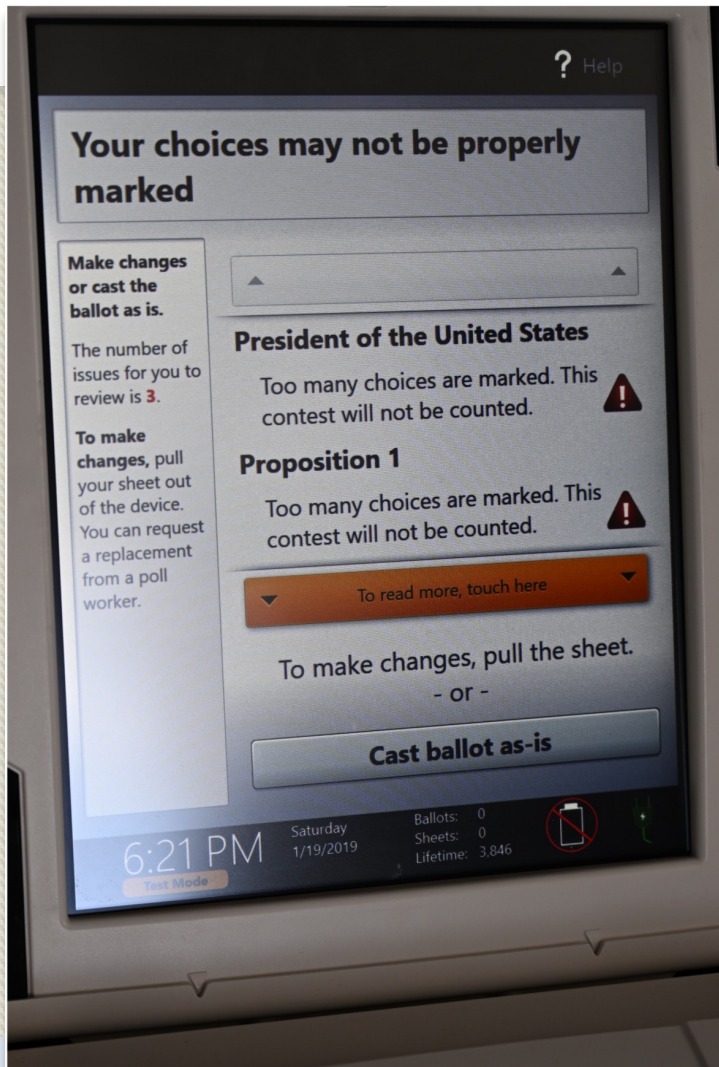 ? Help
Your choices may not be properly
marked
Make changes
or cast the
ballot as is.
The number of
issues for you to
review is 3.
To make
changes, pull
your sheet out
of the device.
You can request
a replacement
from a poll
worker.
President of the United States
Too many choices are marked. This
contest will not be counted.
Proposition 1
Too many choices are marked. This
contest will not be counted.
To read more, touch here
To make changes, pull the sheet.
- or -
Cast ballot as-is
6:21 PM
Test Mode
Saturday
1/19/2019
Ballots: 0
Sheets: 0
Lifetime: 3,846